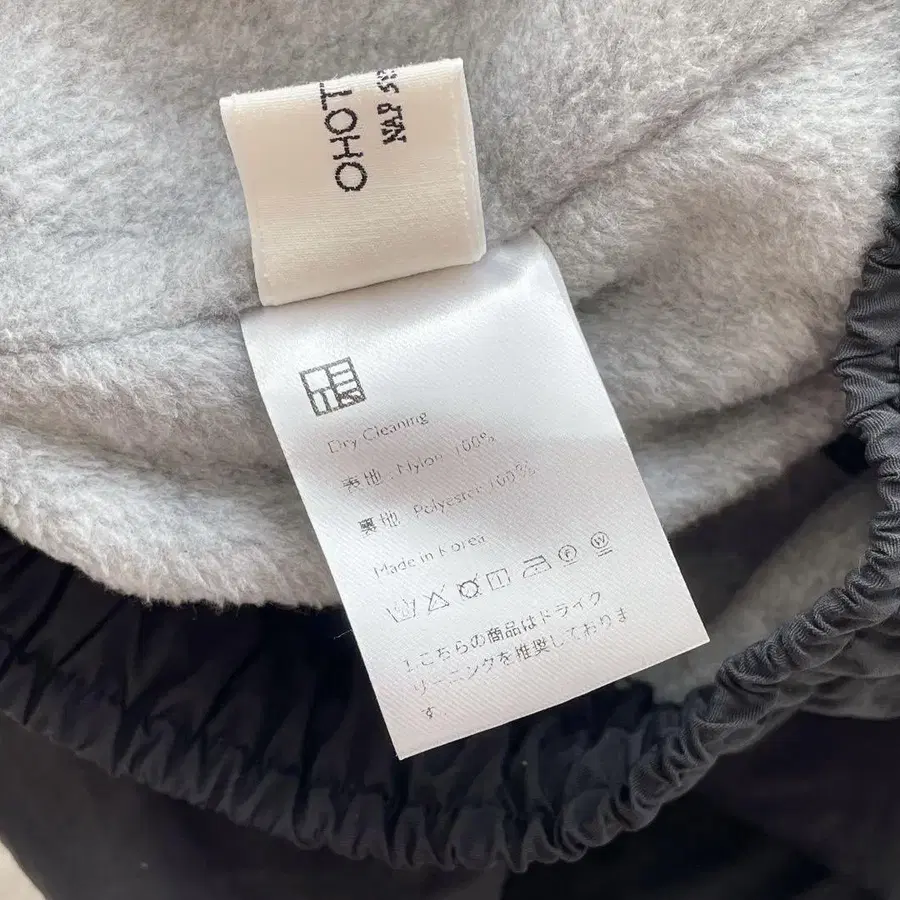 OHOT
NAP
Dry Cleaning
表地 : Nylon 100%
裏地 : Polyester 100%
Made in Korea
1.こちらの商品はドライク
リーニングを推奨しておりま
す.